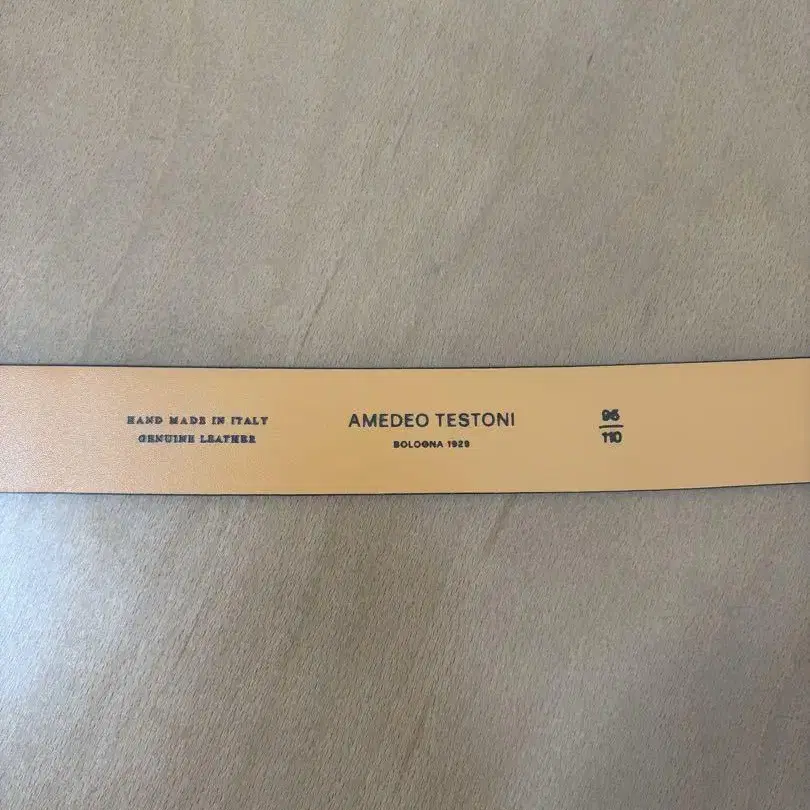 HAND MADE IN ITALY
GENUINE LEATHER
AMEDEO TESTONI
BOLOGNA 1929
95
110